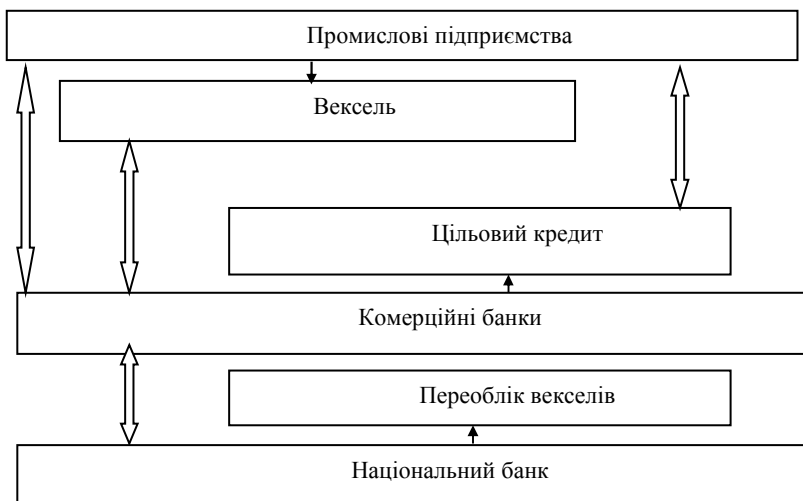 Промислові підприємства
Вексель
Цільовий кредит
Комерційні банки
Переоблік векселів
Національний банк